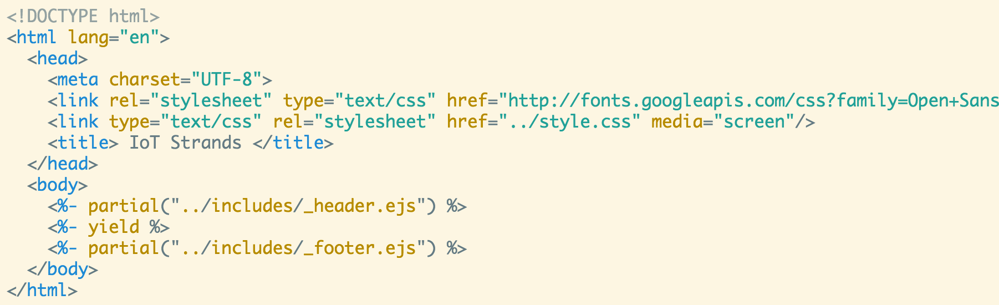 <!DOCTYPE html>
<html lang="en">
  <head>
    <meta charset="UTF-8">
    <link rel="stylesheet" type="text/css" href="http://fonts.googleapis.com/css?family=Open+Sans
    <link type="text/css" rel="stylesheet" href="../style.css" media="screen"/>
    <title> IoT Strands </title>
  </head>
  <body>
    <%- partial("../includes/_header.ejs") %>
    <%- yield %>
    <%- partial("../includes/_footer.ejs") %>
  </body>
</html>